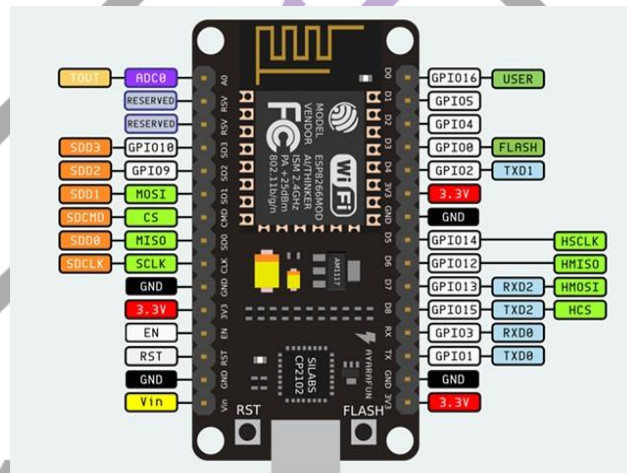 TOUT ADC0 A0 D0 GPIO16 USER
RESERVED RSV D1 GPIO5
RESERVED RSV D2 GPIO4
SDD3 GPIO10 SD3 D3 GPIO0 FLASH
SDD2 GPIO9 SD2 D4 GPIO2 TXD1
SDD1 MOSI SD1 3V3 3.3V
SDCMD CS CMD GND GND
SDD0 MISO SD0 D5 GPIO14 HSCLK
SDCLK SCLK CLK D6 GPIO12 HMISO
GND GND D7 GPIO13 RXD2 HMOSI
3.3V 3V3 D8 GPIO15 TXD2 HCS
EN EN RX GPIO3 RXD0
RST RST TX GPIO1 TXD0
GND GND GND GND
Vin Vin 3V3 3.3V
MODEL
VENDOR
ESP8266MOD
AI/THINKER
ISM 2.4GHz
PA +25dBm
802.11b/g/n
FC
Wi Fi
AM1117
SiLABS
CP2102
AYARAFUN
RST FLASH